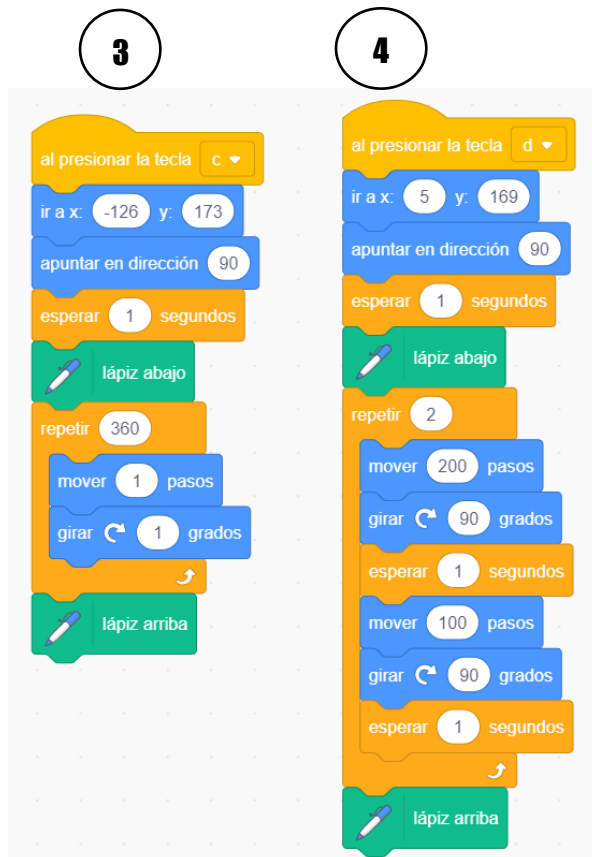 3
al presionar la tecla c
ir a x: -126 y: 173
apuntar en dirección 90
esperar 1 segundos
lápiz abajo
repetir 360
mover 1 pasos
girar 1 grados
lápiz arriba
4
al presionar la tecla d
ir a x: 5 y: 169
apuntar en dirección 90
esperar 1 segundos
lápiz abajo
repetir 2
mover 200 pasos
girar 90 grados
esperar 1 segundos
mover 100 pasos
girar 90 grados
esperar 1 segundos
lápiz arriba